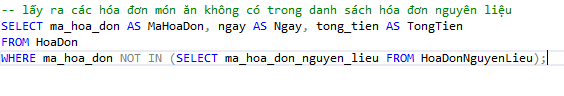 -- lấy ra các hóa đơn món ăn không có trong danh sách hóa đơn nguyên liệu
SELECT ma_hoa_don AS MaHoaDon, ngay AS Ngay, tong_tien AS TongTien
FROM HoaDon
WHERE ma_hoa_don NOT IN (SELECT ma_hoa_don_nguyen_lieu FROM HoaDonNguyenLieu);